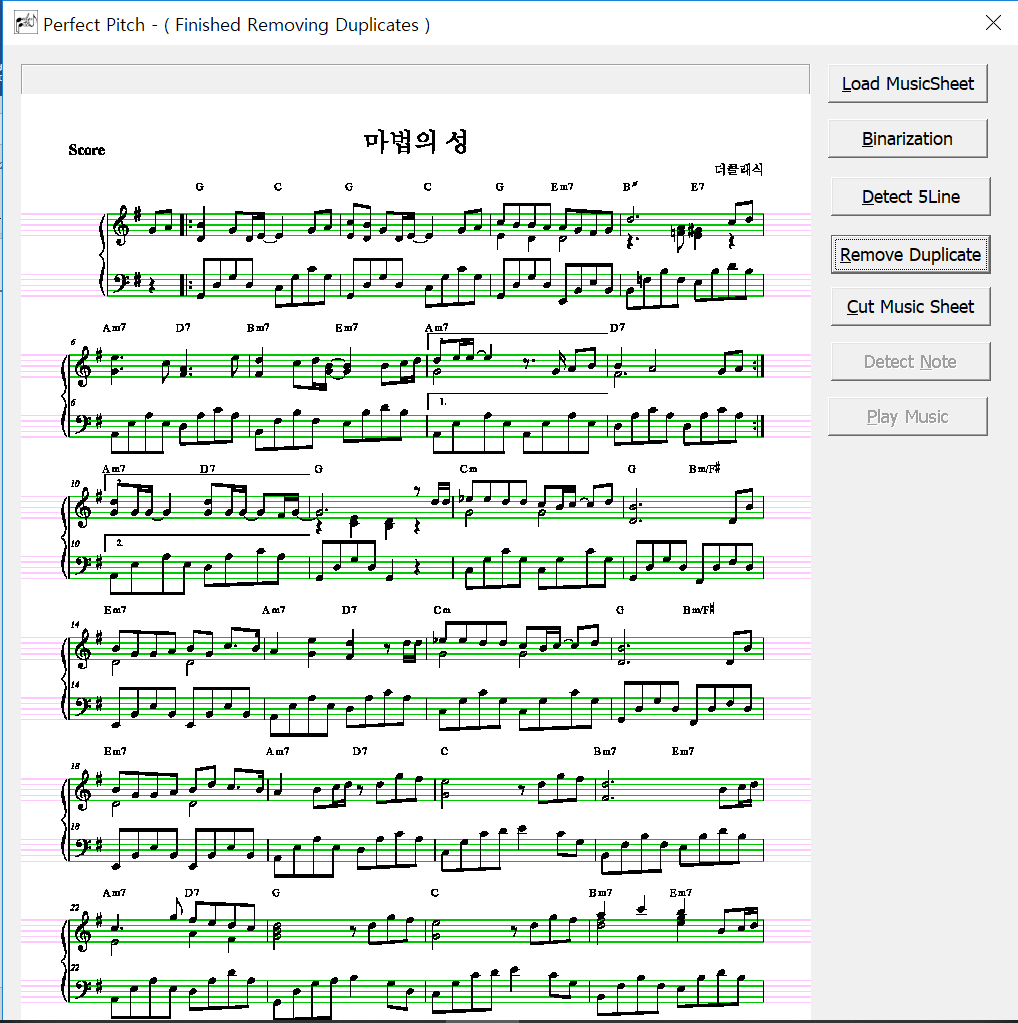 Perfect Pitch - ( Finished Removing Duplicates )
Load MusicSheet
Binarization
Detect 5Line
Remove Duplicate
Cut Music Sheet
Detect Note
Play Music
마법의 성
Score
더클래식
G C G C G Em7 B E7
Am7 D7 Bm7 Em7 Am7 D7
6
6
1.
Am7 D7 G Cm G Bm/F#
10
2.
10
2.
Em7 Am7 D7 Cm G Bm/F#
14
14
Em7 Am7 D7 C Bm7 Em7
18
18
Am7 D7 G C Bm7 Em7
22
22